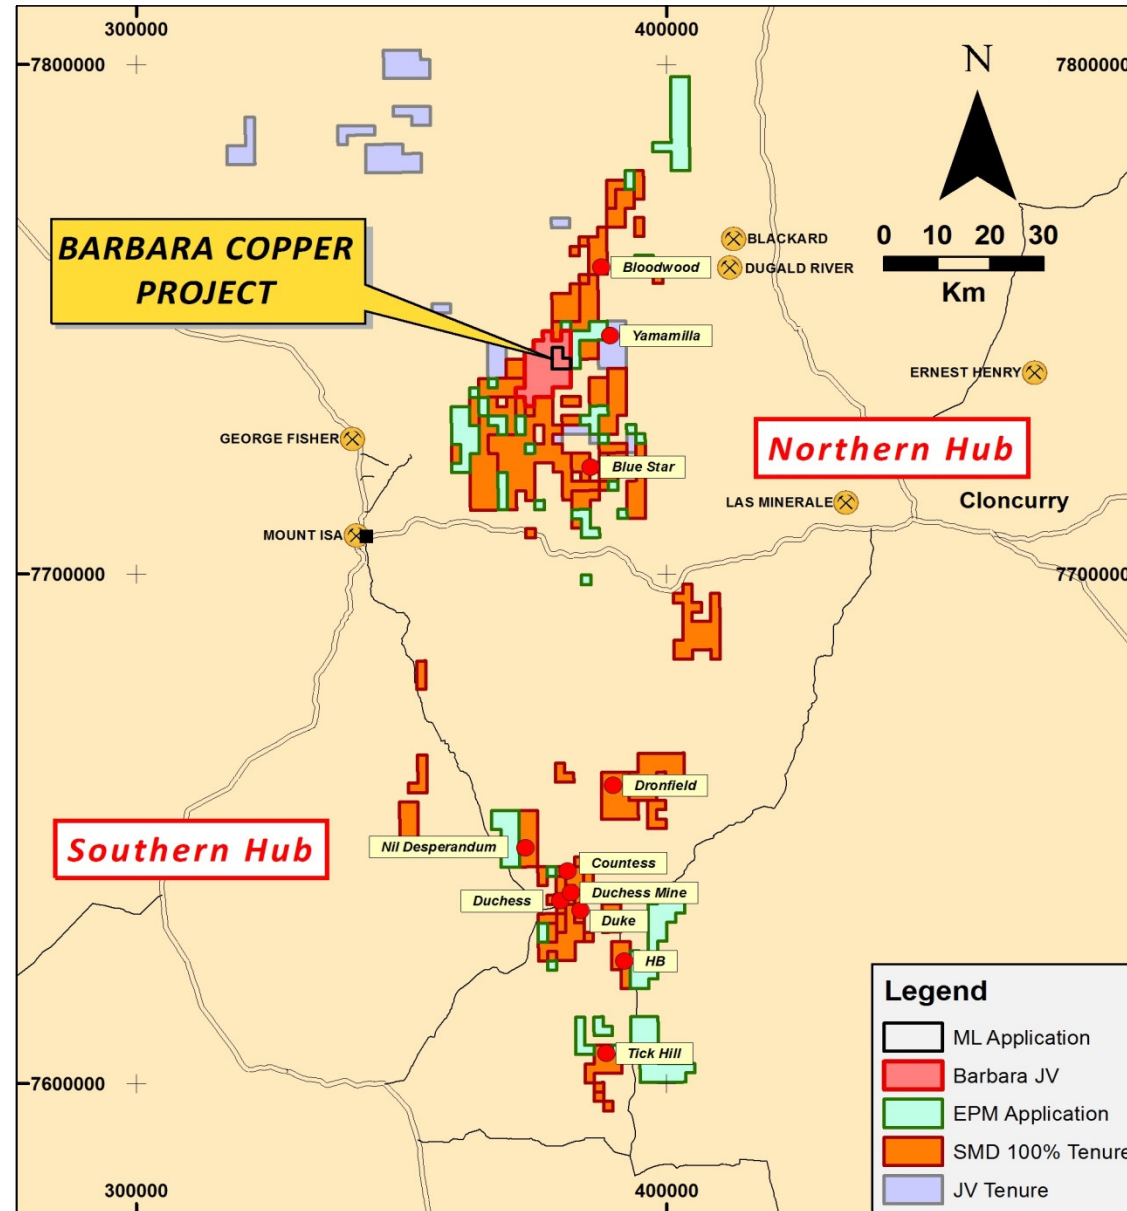 300000
400000
7800000
7800000
N
BLACKARD
BARBARA COPPER
PROJECT
0 10 20 30
Km
Bloodwood
DUGALD RIVER
Yamamilla
ERNEST HENRY
GEORGE FISHER
Northern Hub
Blue Star
LAS MINERALE
Cloncurry
MOUNT ISA
7700000
7700000
Dronfield
Southern Hub
Nil Desperandum
Countess
Duchess Mine
Duchess
Duke
HB
Legend
ML Application
Tick Hill
Barbara JV
7600000
EPM Application
SMD 100% Tenure
JV Tenure
300000
400000